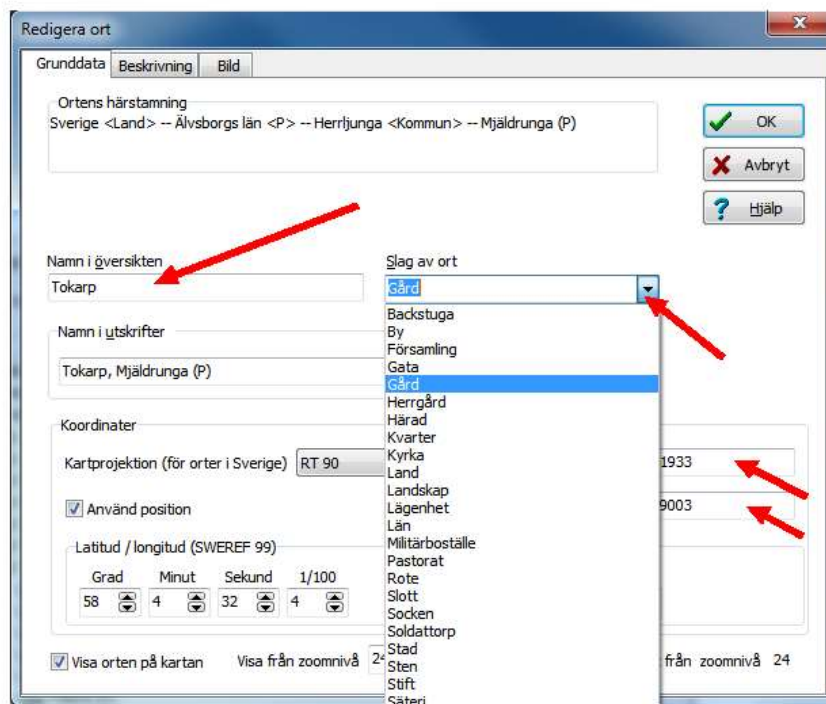 Redigera ort
Grunddata Beskrivning Bild
Ortens härstamning
Sverige <Land> -- Älvsborgs län <P> -- Herrljunga <Kommun> -- Mjäldrunga (P)
OK
Avbryt
Hjälp
Namn i översikten
Tokarp
Slag av ort
Gård
Backstuga
By
Församling
Gata
Gård
Herrgård
Härad
Kvarter
Kyrka
Land
Landskap
Lägenhet
Län
Militärboställe
Pastorat
Rote
Slott
Socken
Soldattorp
Stad
Sten
Stift
Säteri
Namn i utskrifter
Tokarp, Mjäldrunga (P)
Koordinater
Kartprojektion (för orter i Sverige) RT 90
1933
Använd position
9003
Latitud / longitud (SWEREF 99)
Grad Minut Sekund 1/100
58 4 32 4
Visa orten på kartan Visa från zoomnivå 24
från zoomnivå 24